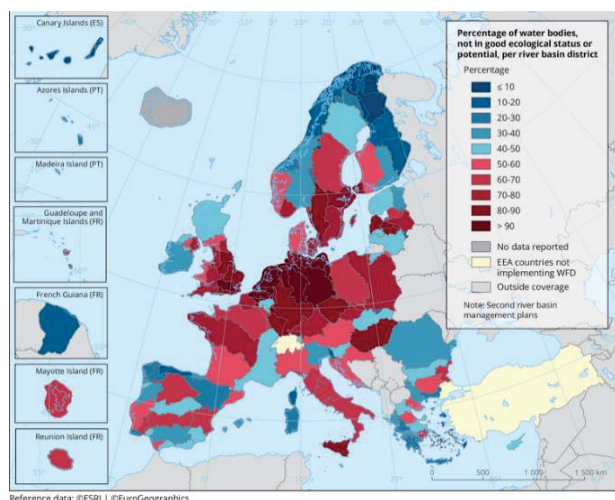 Canary Islands (ES)
Azores Islands (PT)
Madeira Island (PT)
Guadeloupe and
Martinique Islands (FR)
French Guiana (FR)
Mayotte Island (FR)
Reunion Island (FR)
Percentage of water bodies,
not in good ecological status or
potential, per river basin district
Percentage
≤ 10
10-20
20-30
30-40
40-50
50-60
60-70
70-80
80-90
> 90
No data reported
EEA countries not
implementing WFD
Outside coverage
Note: Second river basin
management plans
0 500 1 000 1 500 km
Reference data: ©ESRI | ©EuroGeographics